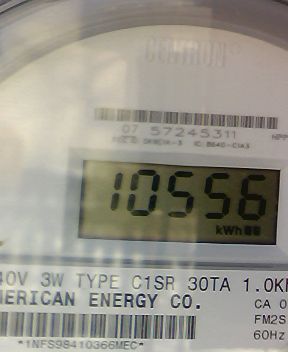 CENTRON
07 57245311
10556
kWh
40V 3W TYPE C1SR 30TA 1.0K
MERICAN ENERGY CO.
CA 0
FM2S
60Hz
*1NFS98410366MEC*